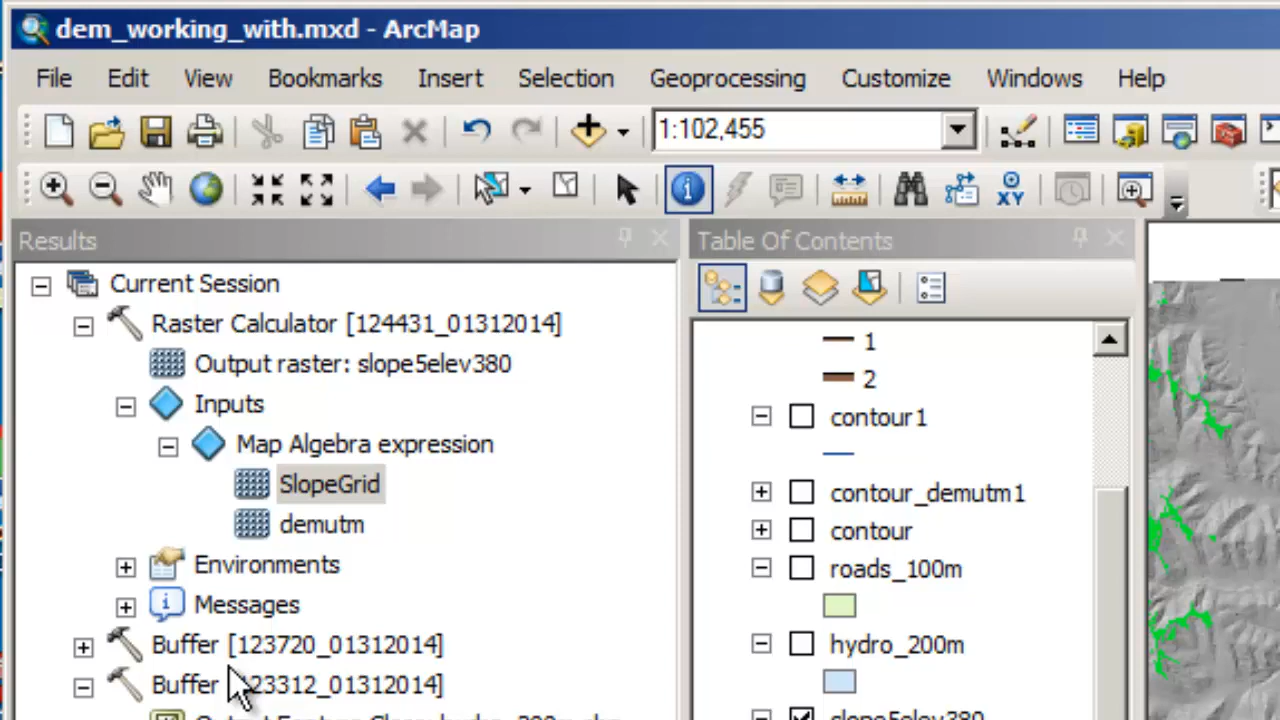 dem_working_with.mxd - ArcMap
File Edit View Bookmarks Insert Selection Geoprocessing Customize Windows Help
1:102,455
XY
Results
Current Session
Raster Calculator [124431_01312014]
Output raster: slope5elev380
Inputs
Map Algebra expression
SlopeGrid
demutm
Environments
Messages
Buffer [123720_01312014]
Buffer [123312_01312014]
Table Of Contents
1
2
contour1
contour_demutm1
contour
roads_100m
hydro_200m
slope5elev380